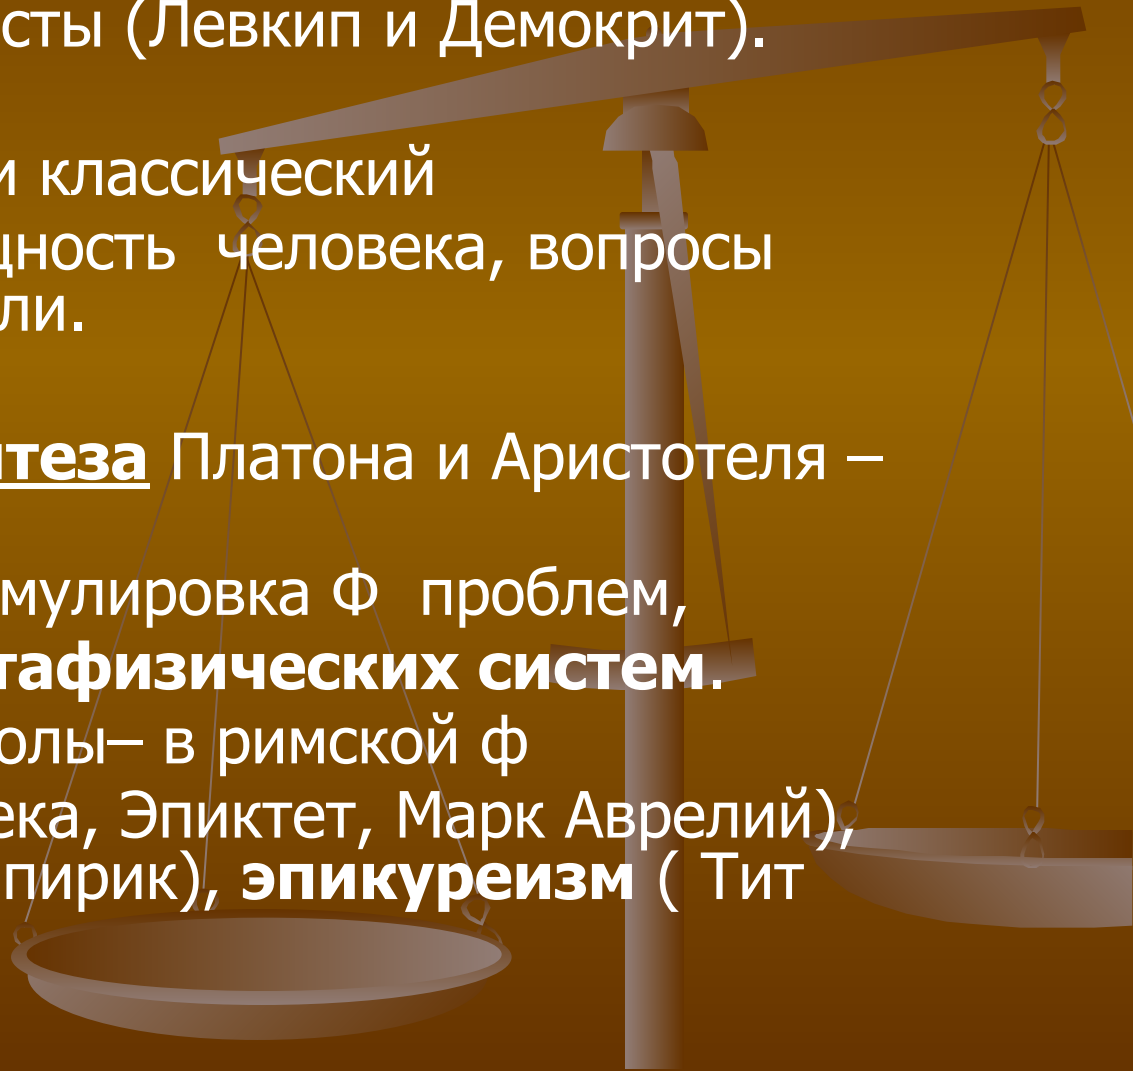 сты (Левкип и Демокрит).
и классический
щность человека, вопросы
ли.
нтеза Платона и Аристотеля –
мулировка Ф проблем,
тафизических систем.
олы– в римской ф
ека, Эпиктет, Марк Аврелий),
пирик), эпикуреизм ( Тит